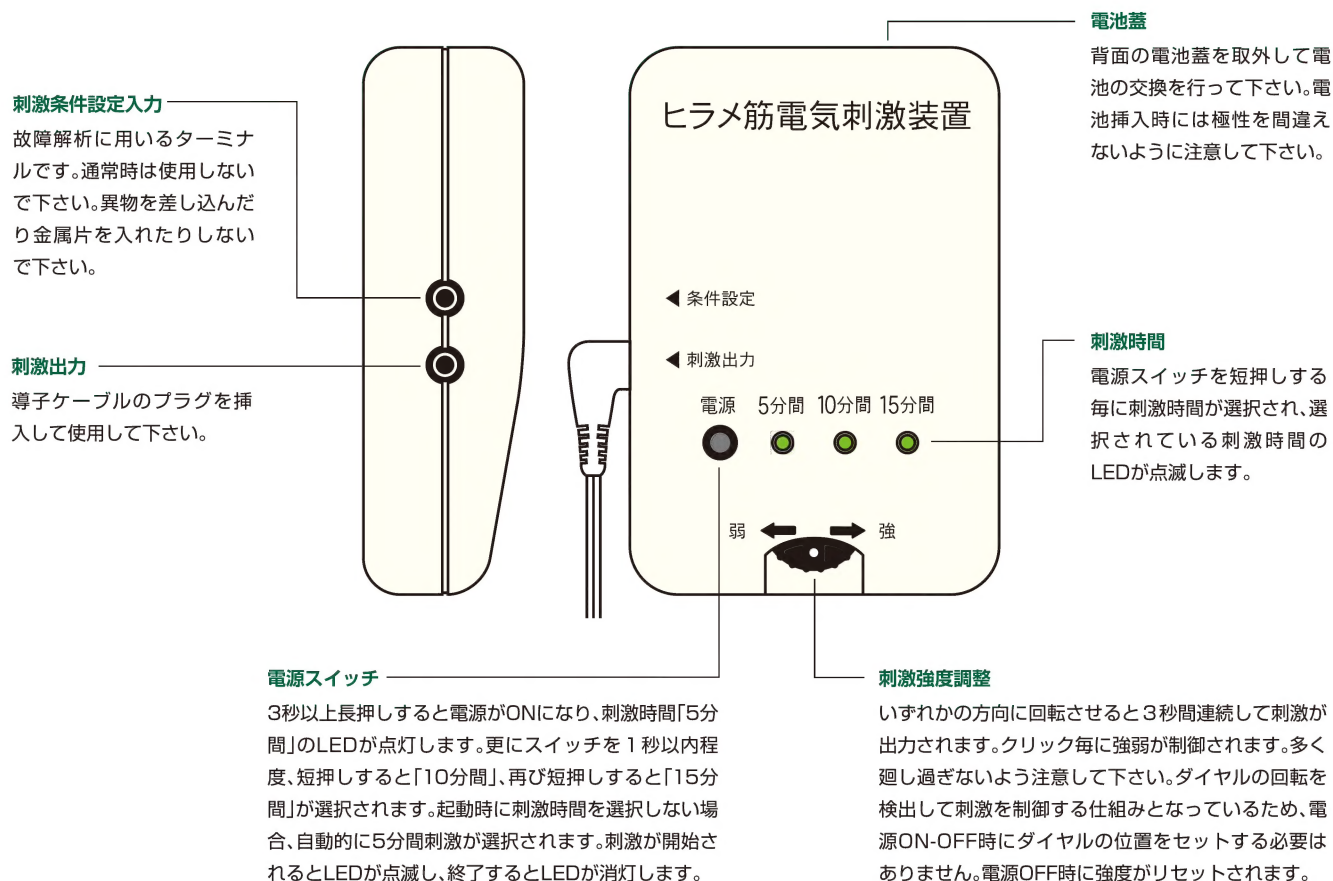 電池蓋
背面の電池蓋を取外して電
池の交換を行って下さい。電
池挿入時には極性を間違え
ないように注意して下さい。
刺激条件設定入力
故障解析に用いるターミナ
ルです。通常時は使用しない
で下さい。異物を差し込んだ
り金属片を入れたりしない
で下さい。
刺激出力
導子ケーブルのプラグを挿
入して使用して下さい。
ヒラメ筋電気刺激装置
◀ 条件設定
◀ 刺激出力
電源 5分間 10分間 15分間
弱 強
刺激時間
電源スイッチを短押しする
毎に刺激時間が選択され、選
択されている刺激時間の
LEDが点滅します。
電源スイッチ
3秒以上長押しすると電源がONになり、刺激時間「5分
間」のLEDが点灯します。更にスイッチを1秒以内程
度、短押しすると「10分間」、再び短押しすると「15分
間」が選択されます。起動時に刺激時間を選択しない場
合、自動的に5分間刺激が選択されます。刺激が開始さ
れるとLEDが点滅し、終了するとLEDが消灯します。
刺激強度調整
いずれかの方向に回転させると3秒間連続して刺激が
出力されます。クリック毎に強弱が制御されます。多く
廻し過ぎないよう注意して下さい。ダイヤルの回転を
検出して刺激を制御する仕組みとなっているため、電
源ON-OFF時にダイヤルの位置をセットする必要は
ありません。電源OFF時に強度がリセットされます。